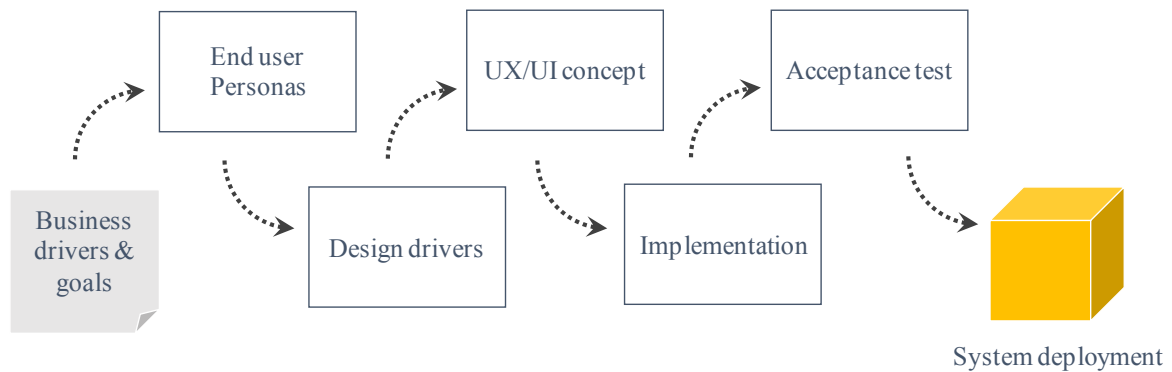 Business
drivers &
goals
End user
Personas
Design drivers
UX/UI concept
Implementation
Acceptance test
System deployment